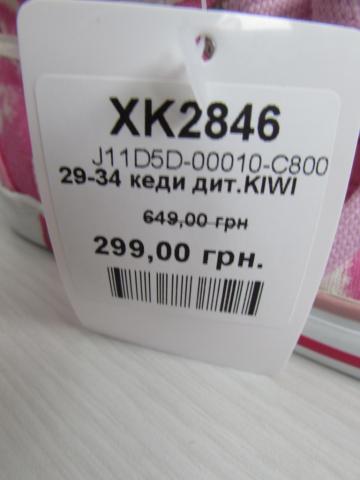 XK2846
J11D5D-00010-C800
29-34 кеди дит.KIWI
649,00 грн
299,00 грн.